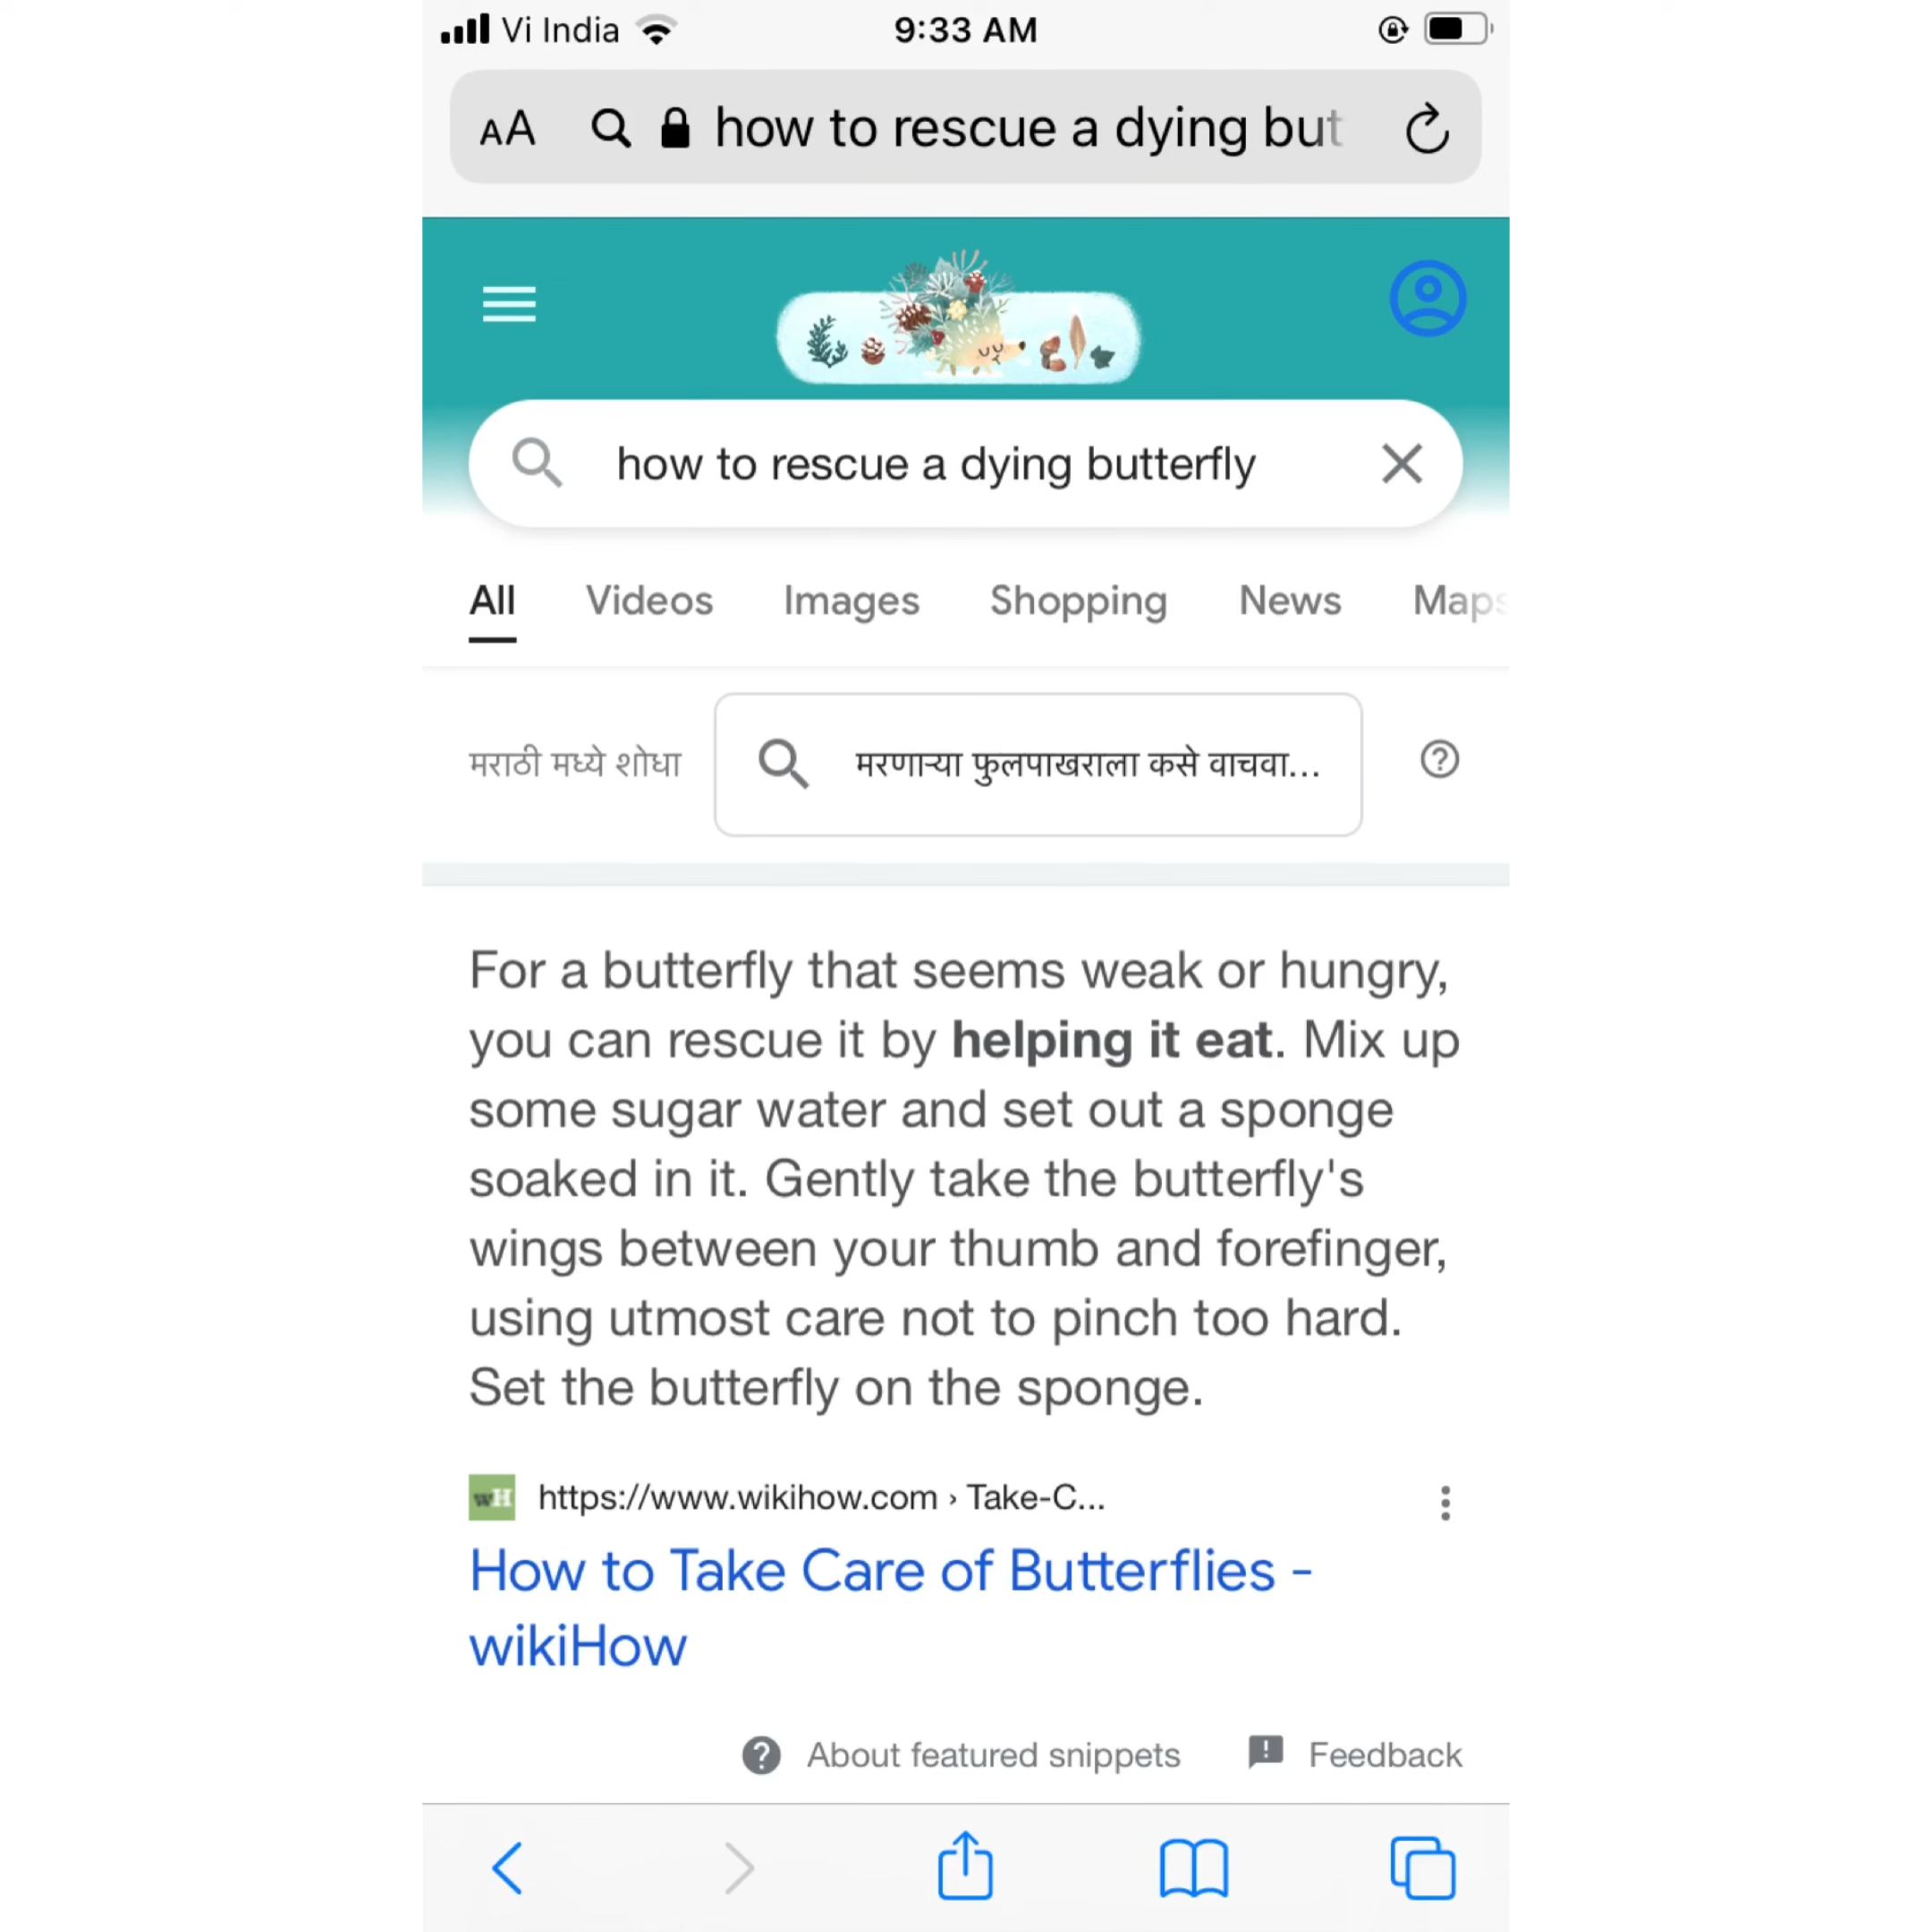 Vi India
9:33 AM
AA how to rescue a dying but
how to rescue a dying butterfly
All Videos Images Shopping News Maps
मराठी मध्ये शोधा
मरणाऱ्या फुलपाखराला कसे वाचवा...
For a butterfly that seems weak or hungry,
you can rescue it by helping it eat. Mix up
some sugar water and set out a sponge
soaked in it. Gently take the butterfly's
wings between your thumb and forefinger,
using utmost care not to pinch too hard.
Set the butterfly on the sponge.
wH https://www.wikihow.com › Take-C...
How to Take Care of Butterflies -
wikiHow
About featured snippets Feedback